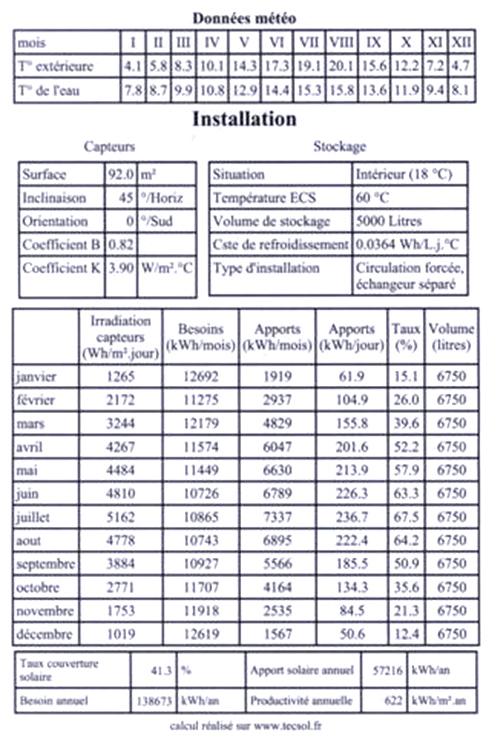 Données météo
mois I II III IV V VI VII VIII IX X XI XII
T° extérieure 4.1 5.8 8.3 10.1 14.3 17.3 19.1 20.1 15.6 12.2 7.2 4.7
T° de l'eau 7.8 8.7 9.9 10.8 12.9 14.4 15.3 15.8 13.6 11.9 9.4 8.1
Installation
Capteurs
Surface 92.0 m²
Inclinaison 45 °/Horiz
Orientation 0 °/Sud
Coefficient B 0.82
Coefficient K 3.90 W/m².°C
Stockage
Situation Intérieur (18 °C)
Température ECS 60 °C
Volume de stockage 5000 Litres
Cste de refroidissement 0.0364 Wh/L.j.°C
Type d'installation Circulation forcée,
échangeur séparé
Irradiation
capteurs
(Wh/m².jour)
Besoins
(kWh/mois)
Apports
(kWh/mois)
Apports
(kWh/jour)
Taux
(%)
Volume
(litres)
janvier 1265 12692 1919 61.9 15.1 6750
février 2172 11275 2937 104.9 26.0 6750
mars 3244 12179 4829 155.8 39.6 6750
avril 4267 11574 6047 201.6 52.2 6750
mai 4484 11449 6630 213.9 57.9 6750
juin 4810 10726 6789 226.3 63.3 6750
juillet 5162 10865 7337 236.7 67.5 6750
aout 4778 10743 6895 222.4 64.2 6750
septembre 3884 10927 5566 185.5 50.9 6750
octobre 2771 11707 4164 134.3 35.6 6750
novembre 1753 11918 2535 84.5 21.3 6750
décembre 1019 12619 1567 50.6 12.4 6750
Taux couverture
solaire
41.3 %
Apport solaire annuel 57216 kWh/an
Besoin annuel 138673 kWh/an Productivité annuelle 622 kWh/m².an
calcul réalisé sur www.tecsol.fr